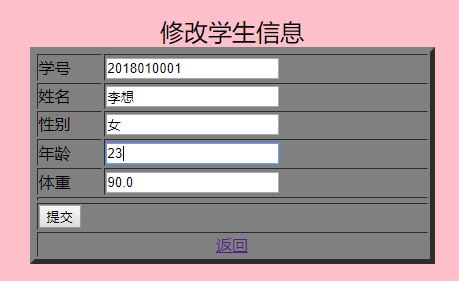 修改学生信息
学号 2018010001
姓名 李想
性别 女
年龄 23
体重 90.0
提交
返回